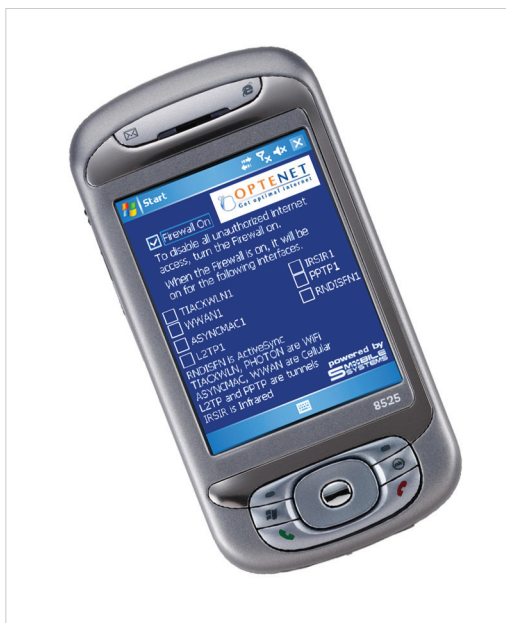 Start
OPTENET
Get optimal internet
Firewall On
To disable all unauthorized Internet
access, turn the Firewall on.
When the Firewall is on, it will be
on for the following interfaces.
TIACXWLN1
IRSIR1
WWAN1
PPTP1
ASYNCMAC1
RNDISFN1
L2TP1
RNDISFN is ActiveSync
TIACXWLN, PHOTON are WiFi
ASYNCMAC, WWAN are Cellular
L2TP and PPTP are tunnels
IRSIR is Infrared
powered by
SMOBILE
SYSTEMS
8525
ok